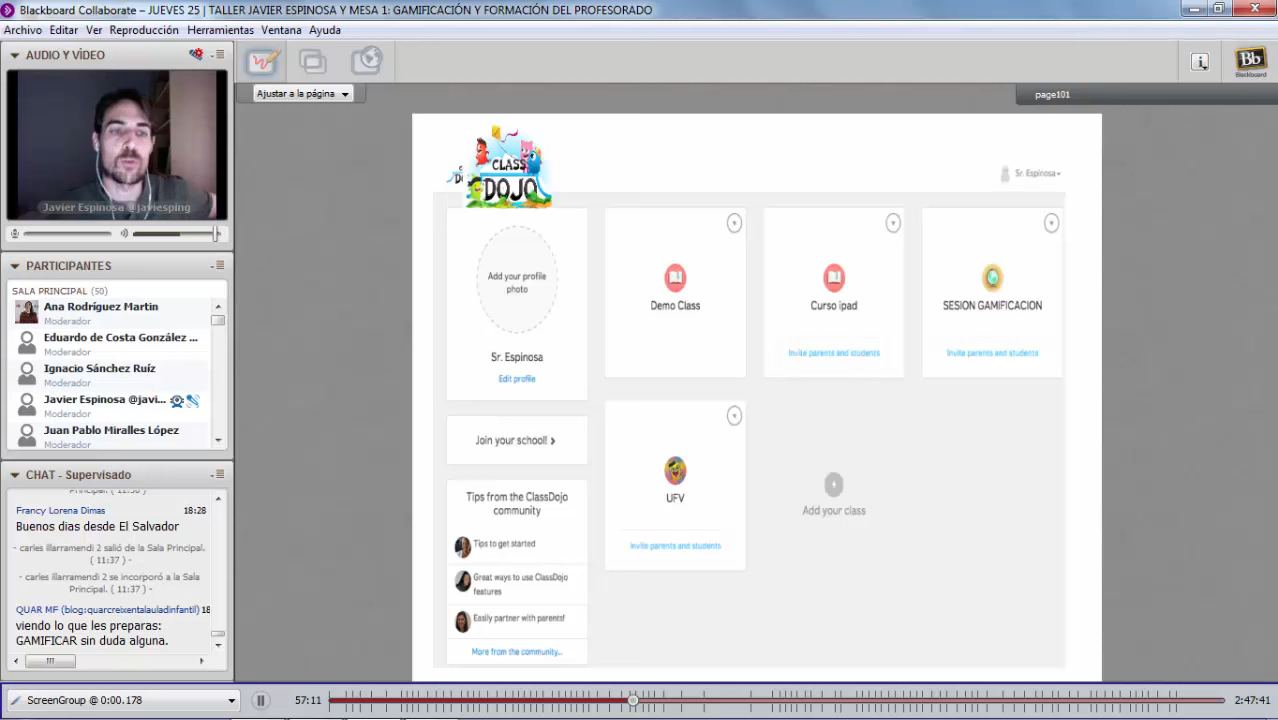 Blackboard Collaborate – JUEVES 25 | TALLER JAVIER ESPINOSA Y MESA 1: GAMIFICACIÓN Y FORMACIÓN DEL PROFESORADO
Archivo Editar Ver Reproducción Herramientas Ventana Ayuda
AUDIO Y VÍDEO
Javier Espinosa @javiesping
PARTICIPANTES
SALA PRINCIPAL (50)
Ana Rodríguez Martin
Moderador
Eduardo de Costa González ...
Moderador
Ignacio Sánchez Ruíz
Moderador
Javier Espinosa @javi...
Moderador
Juan Pablo Miralles López
Moderador
CHAT - Supervisado
Principal. ( 11:36 ) -
Francy Lorena Dimas 18:28
Buenos dias desde El Salvador
- carles illarramendi 2 salió de la Sala Principal.
( 11:37 ) -
- carles illarramendi 2 se incorporó a la Sala
Principal. ( 11:37 ) -
QUAR MF (blog:quarcreixentalauladinfantil) 18
viendo lo que les preparas:
GAMIFICAR sin duda alguna.
ScreenGroup @ 0:00.178
Ajustar a la página
page101
i
Bb
Blackboard
CLASS
DOJO
Sr. Espinosa
Add your profile
photo
Sr. Espinosa
Edit profile
Join your school! ›
Tips from the ClassDojo
community
Tips to get started
Great ways to use ClassDojo
features
Easily partner with parents!
More from the community...
Demo Class
Curso ipad
Invite parents and students
SESION GAMIFICACION
Invite parents and students
UFV
Invite parents and students
Add your class
57:11
2:47:41